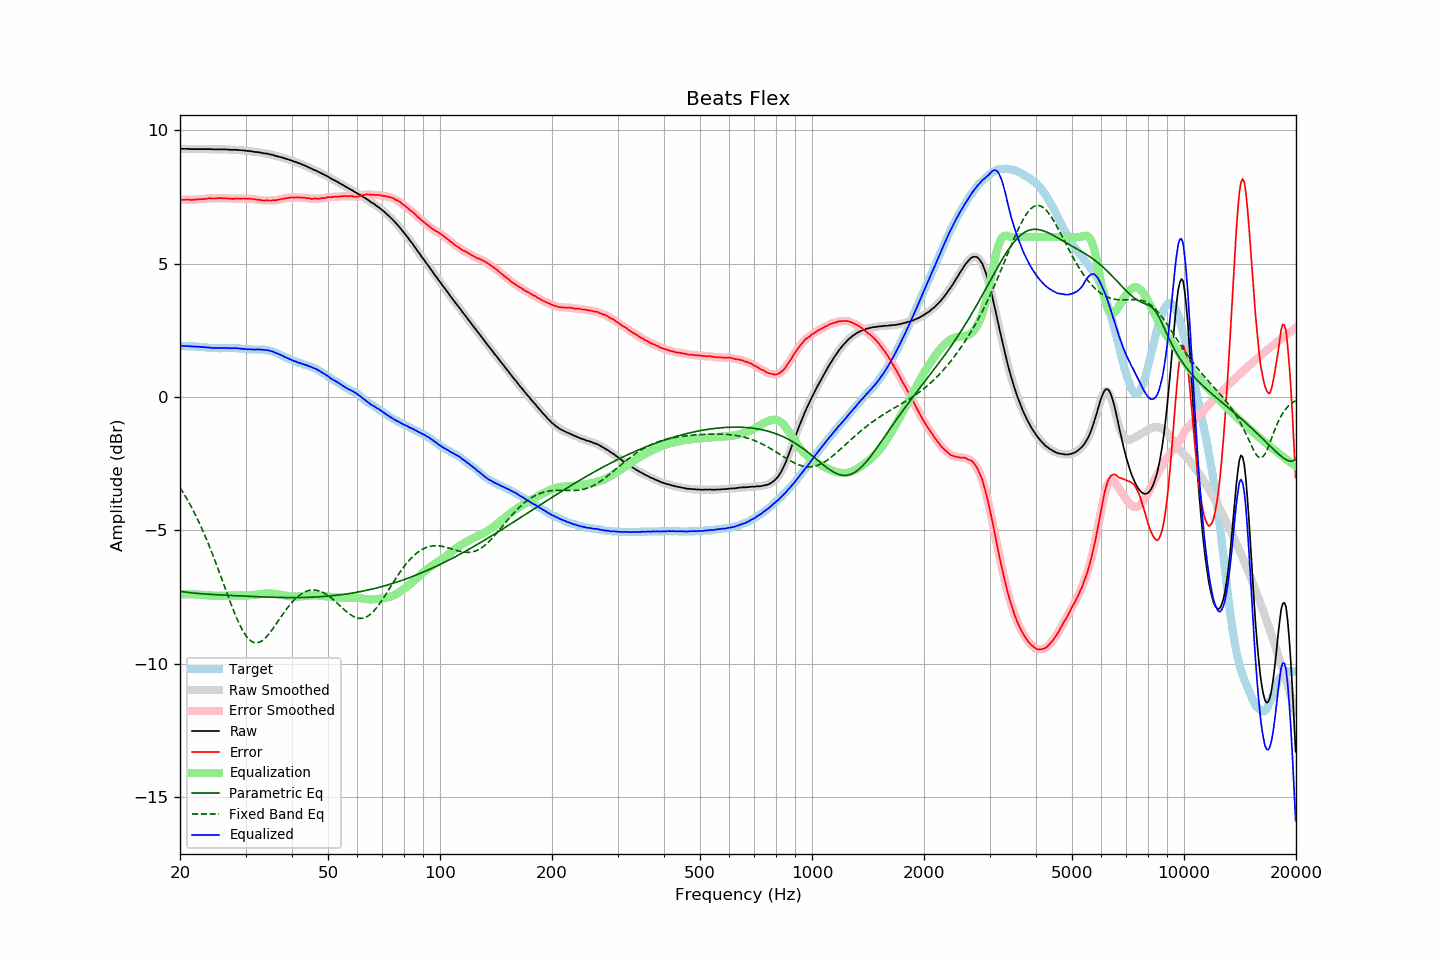 Beats Flex
10
5
0
−5
−10
−15
Amplitude (dBr)
Target
Raw Smoothed
Error Smoothed
Raw
Error
Equalization
Parametric Eq
Fixed Band Eq
Equalized
20 50 100 200 500 1000 2000 5000 10000 20000
Frequency (Hz)